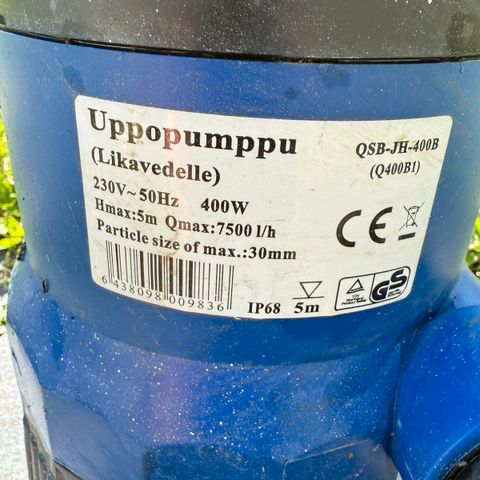 Uppopumppu
(Likavedelle)
QSB-JH-400B
(Q400B1)
230V~50Hz 400W
Hmax:5m Qmax:7500 l/h
Particle size of max.:30mm
CE
6 438098 009836
IP68 5m
GS